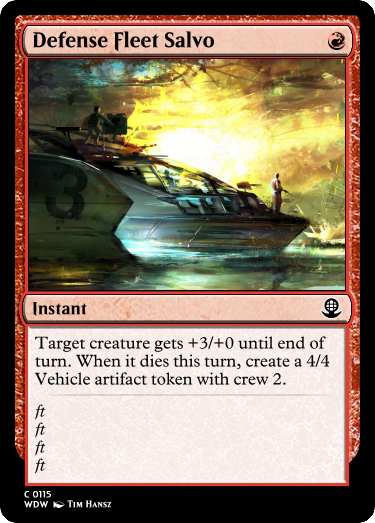 Defense Fleet Salvo
3
Instant
Target creature gets +3/+0 until end of
turn. When it dies this turn, create a 4/4
Vehicle artifact token with crew 2.
ft
ft
ft
ft
C 0115
WDW Tim Hansz